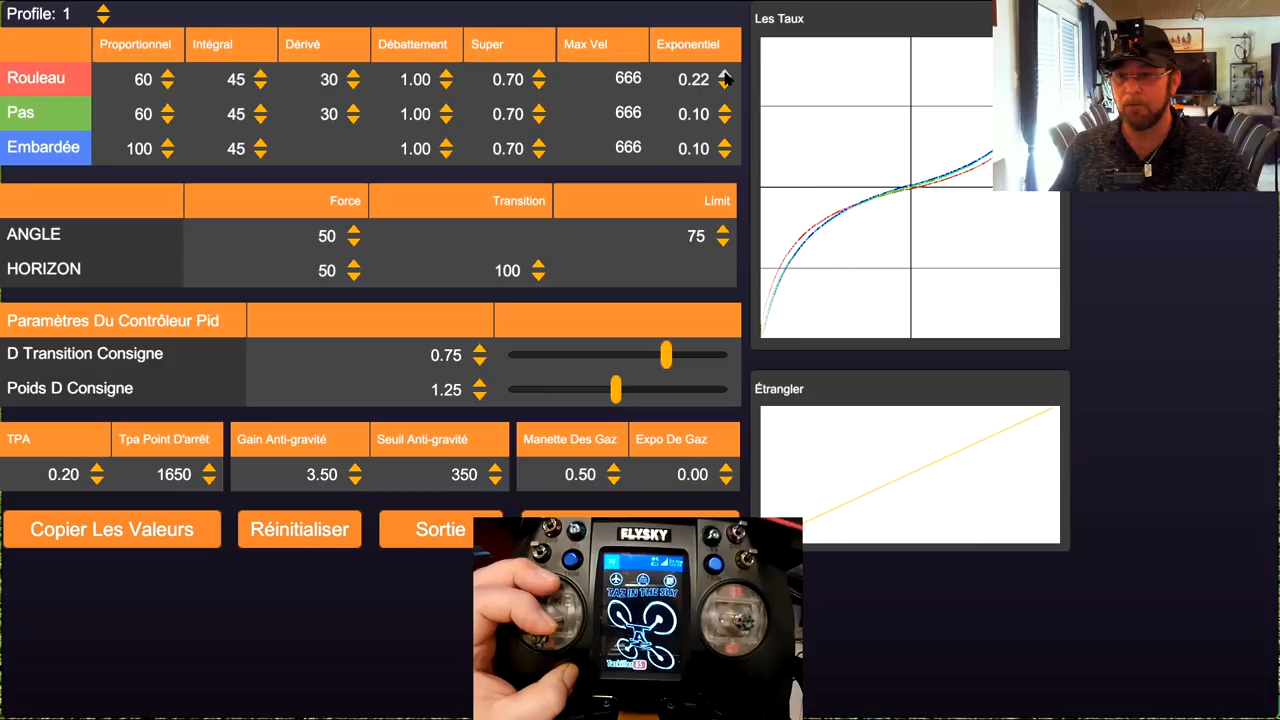 Profile: 1
Proportionnel Intégral Dérivé Débattement Super Max Vel Exponentiel
Rouleau 60 45 30 1.00 0.70 666 0.22
Pas 60 45 30 1.00 0.70 666 0.10
Embardée 100 45 1.00 0.70 666 0.10
Force Transition Limit
ANGLE 50 75
HORIZON 50 100
Paramètres Du Contrôleur Pid
D Transition Consigne 0.75
Poids D Consigne 1.25
TPA Tpa Point D'arrêt Gain Anti-gravité Seuil Anti-gravité Manette Des Gaz Expo De Gaz
0.20 1650 3.50 350 0.50 0.00
Copier Les Valeurs Réinitialiser Sortie
Les Taux
Étrangler
FLYSKY
TAZ IN THE SKY